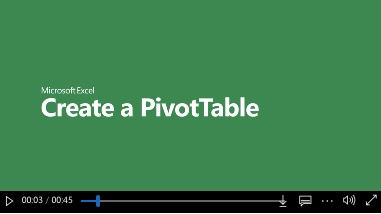 Microsoft Excel
Create a PivotTable
00:03 / 00:45